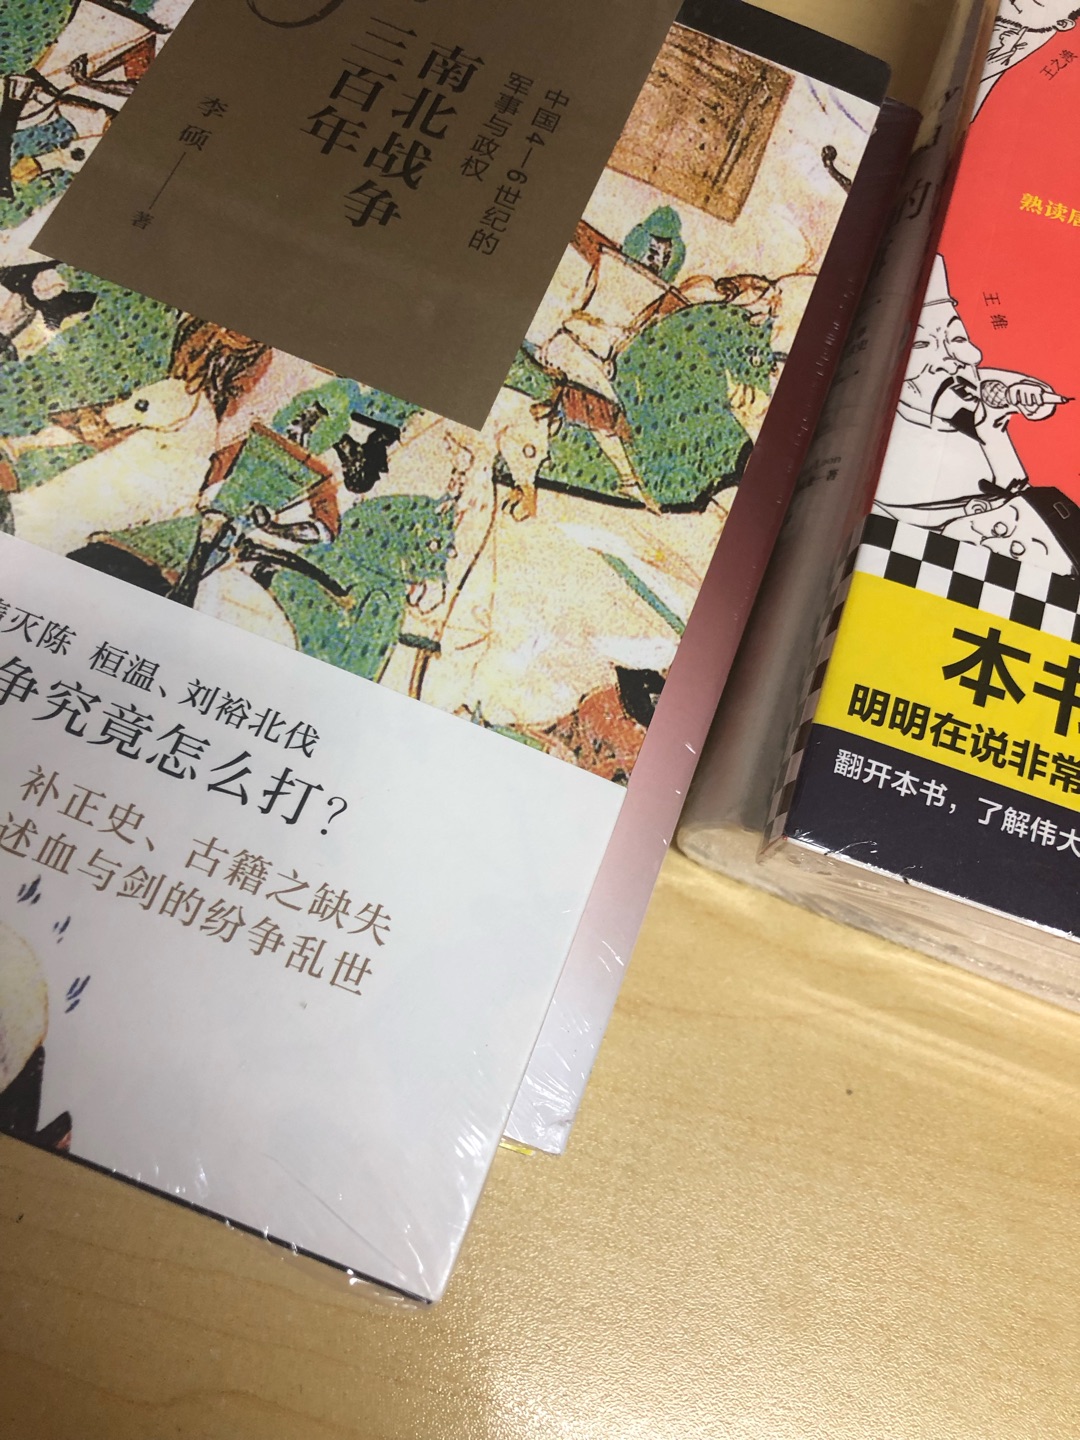 中国4—6世纪的
军事与政权
南北战争
三百年
李硕
著
灭陈 桓温、刘裕北伐
争究竟怎么打?
补正史、古籍之缺失
述血与剑的纷争乱世
王之涣
熟读唐
王维
本书
明明在说非常
翻开本书，了解伟大
的
著